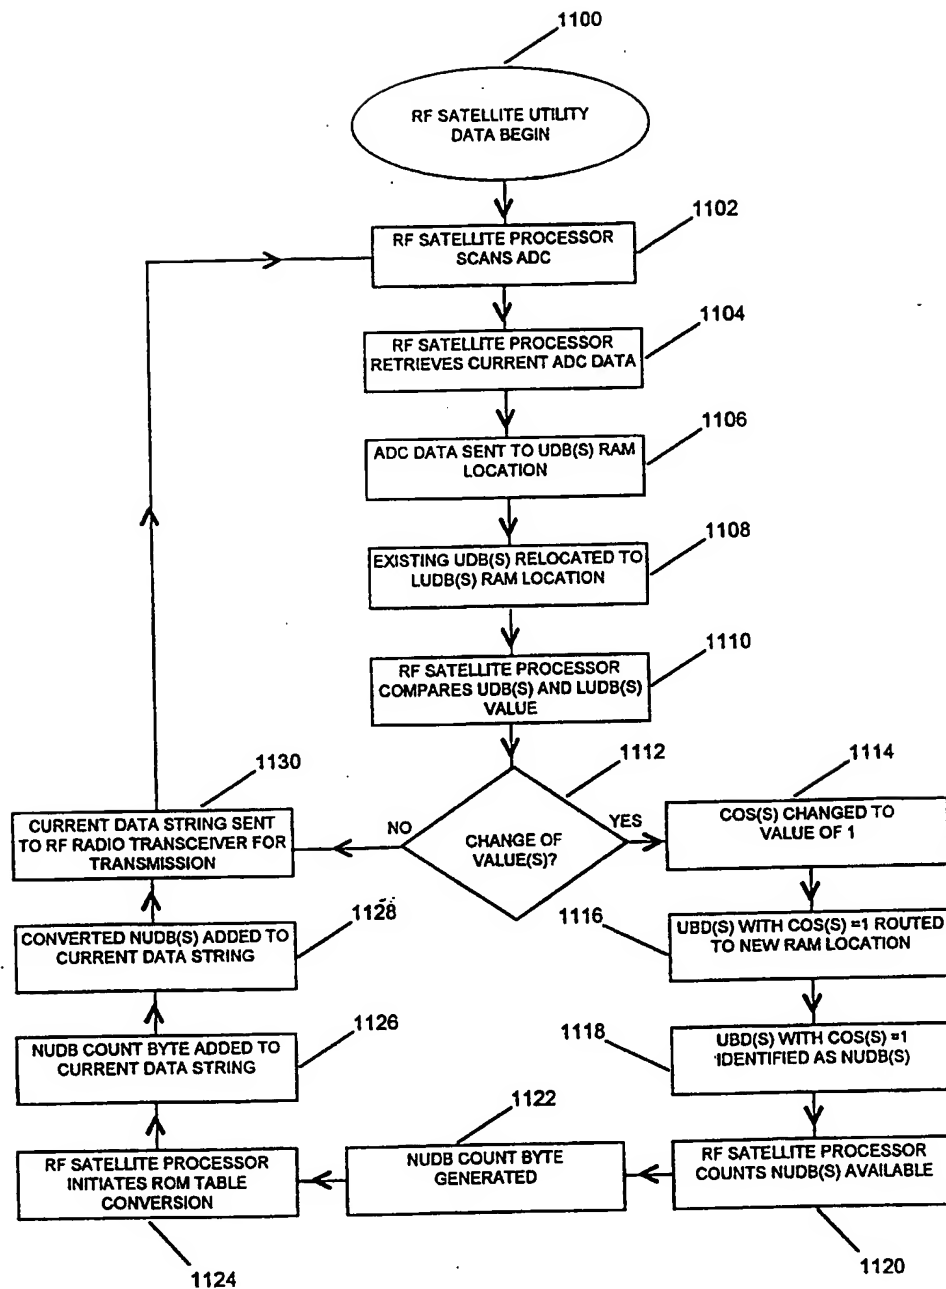 1100
RF SATELLITE UTILITY
DATA BEGIN
1102
RF SATELLITE PROCESSOR
SCANS ADC
1104
RF SATELLITE PROCESSOR
RETRIEVES CURRENT ADC DATA
1106
ADC DATA SENT TO UDB(S) RAM
LOCATION
1108
EXISTING UDB(S) RELOCATED TO
LUDB(S) RAM LOCATION
1110
RF SATELLITE PROCESSOR
COMPARES UDB(S) AND LUDB(S)
VALUE
1112
CHANGE OF
VALUE(S)?
NO
YES
1114
COS(S) CHANGED TO
VALUE OF 1
1116
UBD(S) WITH COS(S) =1 ROUTED
TO NEW RAM LOCATION
1118
UBD(S) WITH COS(S) =1
IDENTIFIED AS NUDB(S)
RF SATELLITE PROCESSOR
COUNTS NUDB(S) AVAILABLE
1120
1122
NUDB COUNT BYTE
GENERATED
RF SATELLITE PROCESSOR
INITIATES ROM TABLE
CONVERSION
1124
1126
NUDB COUNT BYTE ADDED TO
CURRENT DATA STRING
1128
CONVERTED NUDB(S) ADDED TO
CURRENT DATA STRING
1130
CURRENT DATA STRING SENT
TO RF RADIO TRANSCEIVER FOR
TRANSMISSION